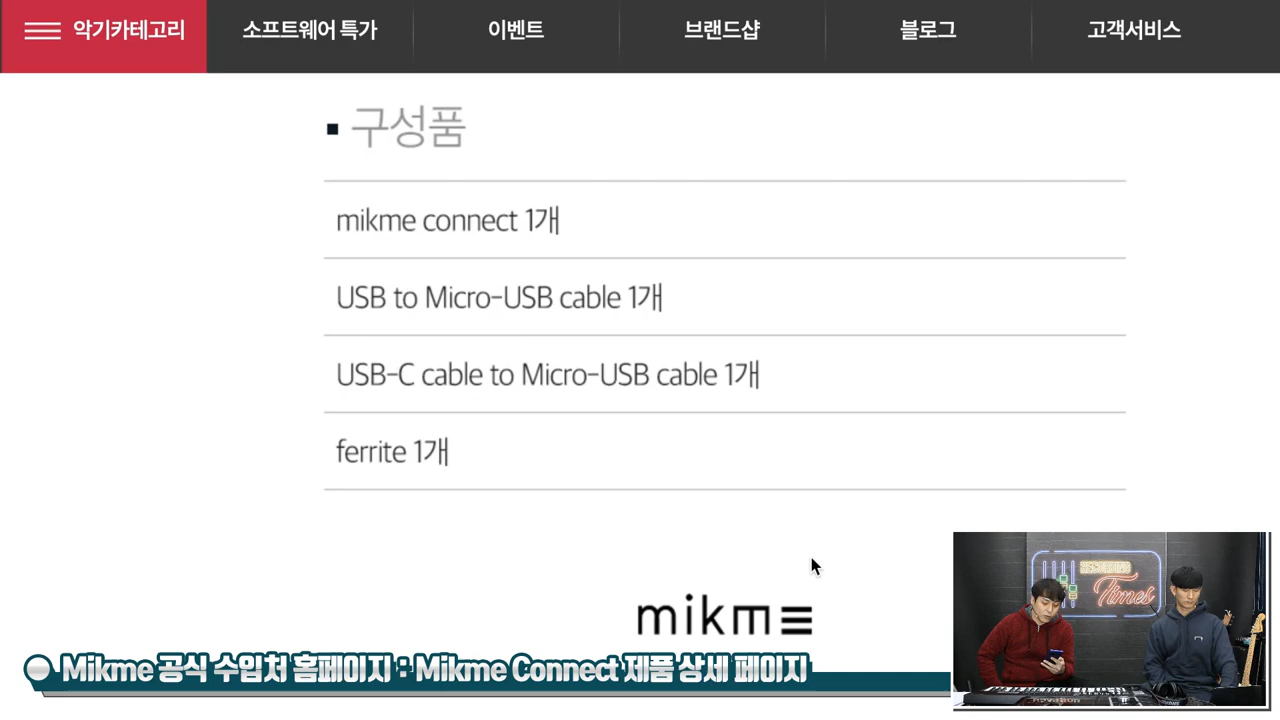 악기카테고리 소프트웨어 특가 이벤트 브랜드샵 블로그 고객서비스
▪ 구성품
mikme connect 1개
USB to Micro-USB cable 1개
USB-C cable to Micro-USB cable 1개
ferrite 1개
mikme
Mikme 공식 수입처 홈페이지 : Mikme Connect 제품 상세 페이지
Times
novation